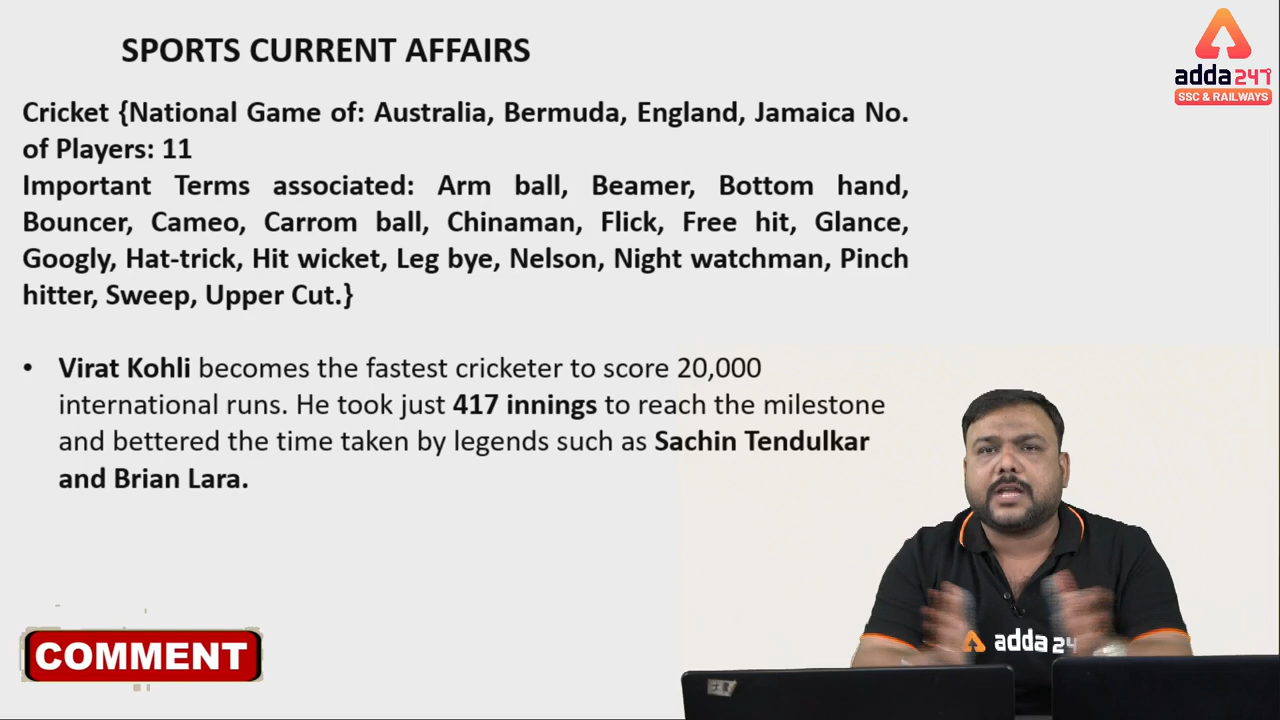 SPORTS CURRENT AFFAIRS
adda247
SSC & RAILWAYS
Cricket {National Game of: Australia, Bermuda, England, Jamaica No.
of Players: 11
Important Terms associated: Arm ball, Beamer, Bottom hand,
Bouncer, Cameo, Carrom ball, Chinaman, Flick, Free hit, Glance,
Googly, Hat-trick, Hit wicket, Leg bye, Nelson, Night watchman, Pinch
hitter, Sweep, Upper Cut.}
• Virat Kohli becomes the fastest cricketer to score 20,000
international runs. He took just 417 innings to reach the milestone
and bettered the time taken by legends such as Sachin Tendulkar
and Brian Lara.
COMMENT
adda 24